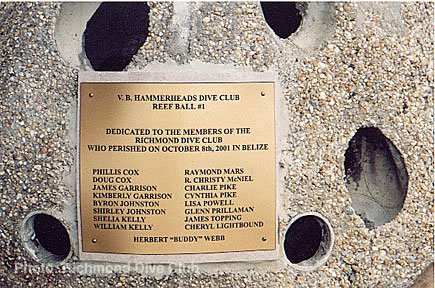 V. B. HAMMERHEADS DIVE CLUB
REEF BALL #1
DEDICATED TO THE MEMBERS OF THE
RICHMOND DIVE CLUB
WHO PERISHED ON OCTOBER 8th, 2001 IN BELIZE
PHILLIS COX
DOUG COX
JAMES GARRISON
KIMBERLY GARRISON
BYRON JOHNSTON
SHIRLEY JOHNSTON
SHELIA KELLY
WILLIAM KELLY
RAYMOND MARS
R. CHRISTY McNIEL
CHARLIE PIKE
CYNTHIA PIKE
LISA POWELL
GLENN PRILLAMAN
JAMES TOPPING
CHERYL LIGHTBOUND
HERBERT "BUDDY" WEBB
Photo: Richmond Dive Club